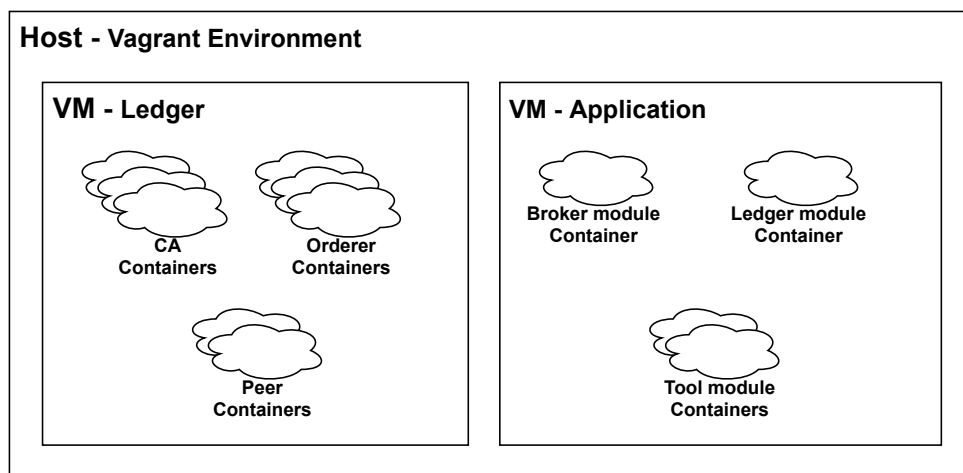 Host - Vagrant Environment
VM - Ledger
CA
Containers
Orderer
Containers
Peer
Containers
VM - Application
Broker module
Container
Ledger module
Container
Tool module
Containers